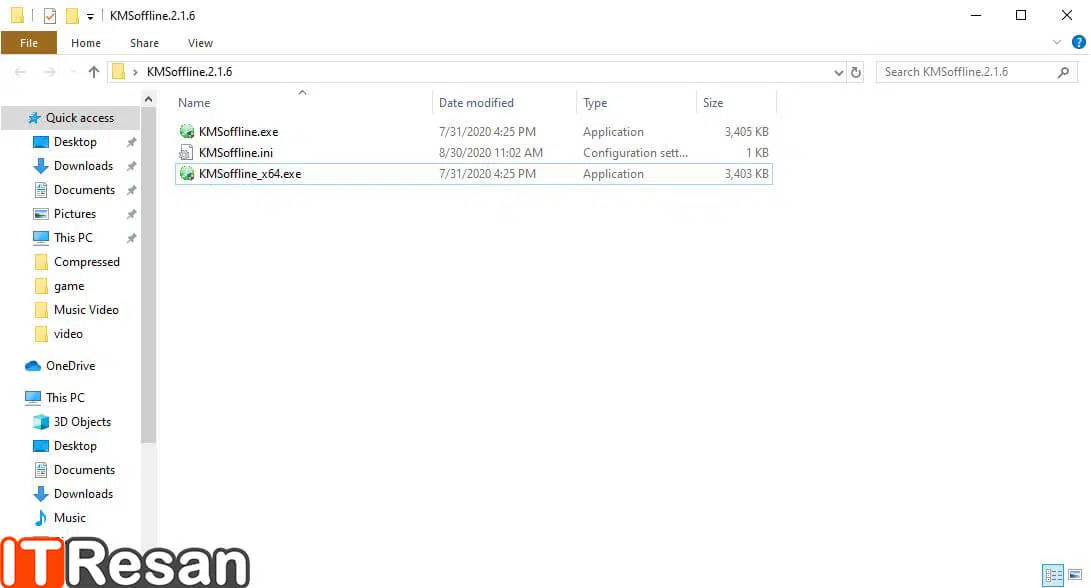 KMSoffline.2.1.6
File Home Share View
KMSoffline.2.1.6 Search KMSoffline.2.1.6
Name Date modified Type Size
KMSoffline.exe 7/31/2020 4:25 PM Application 3,405 KB
KMSoffline.ini 8/30/2020 11:02 AM Configuration sett... 1 KB
KMSoffline_x64.exe 7/31/2020 4:25 PM Application 3,403 KB
Quick access
Desktop
Downloads
Documents
Pictures
This PC
Compressed
game
Music Video
video
OneDrive
This PC
3D Objects
Desktop
Documents
Downloads
Music
ITResan